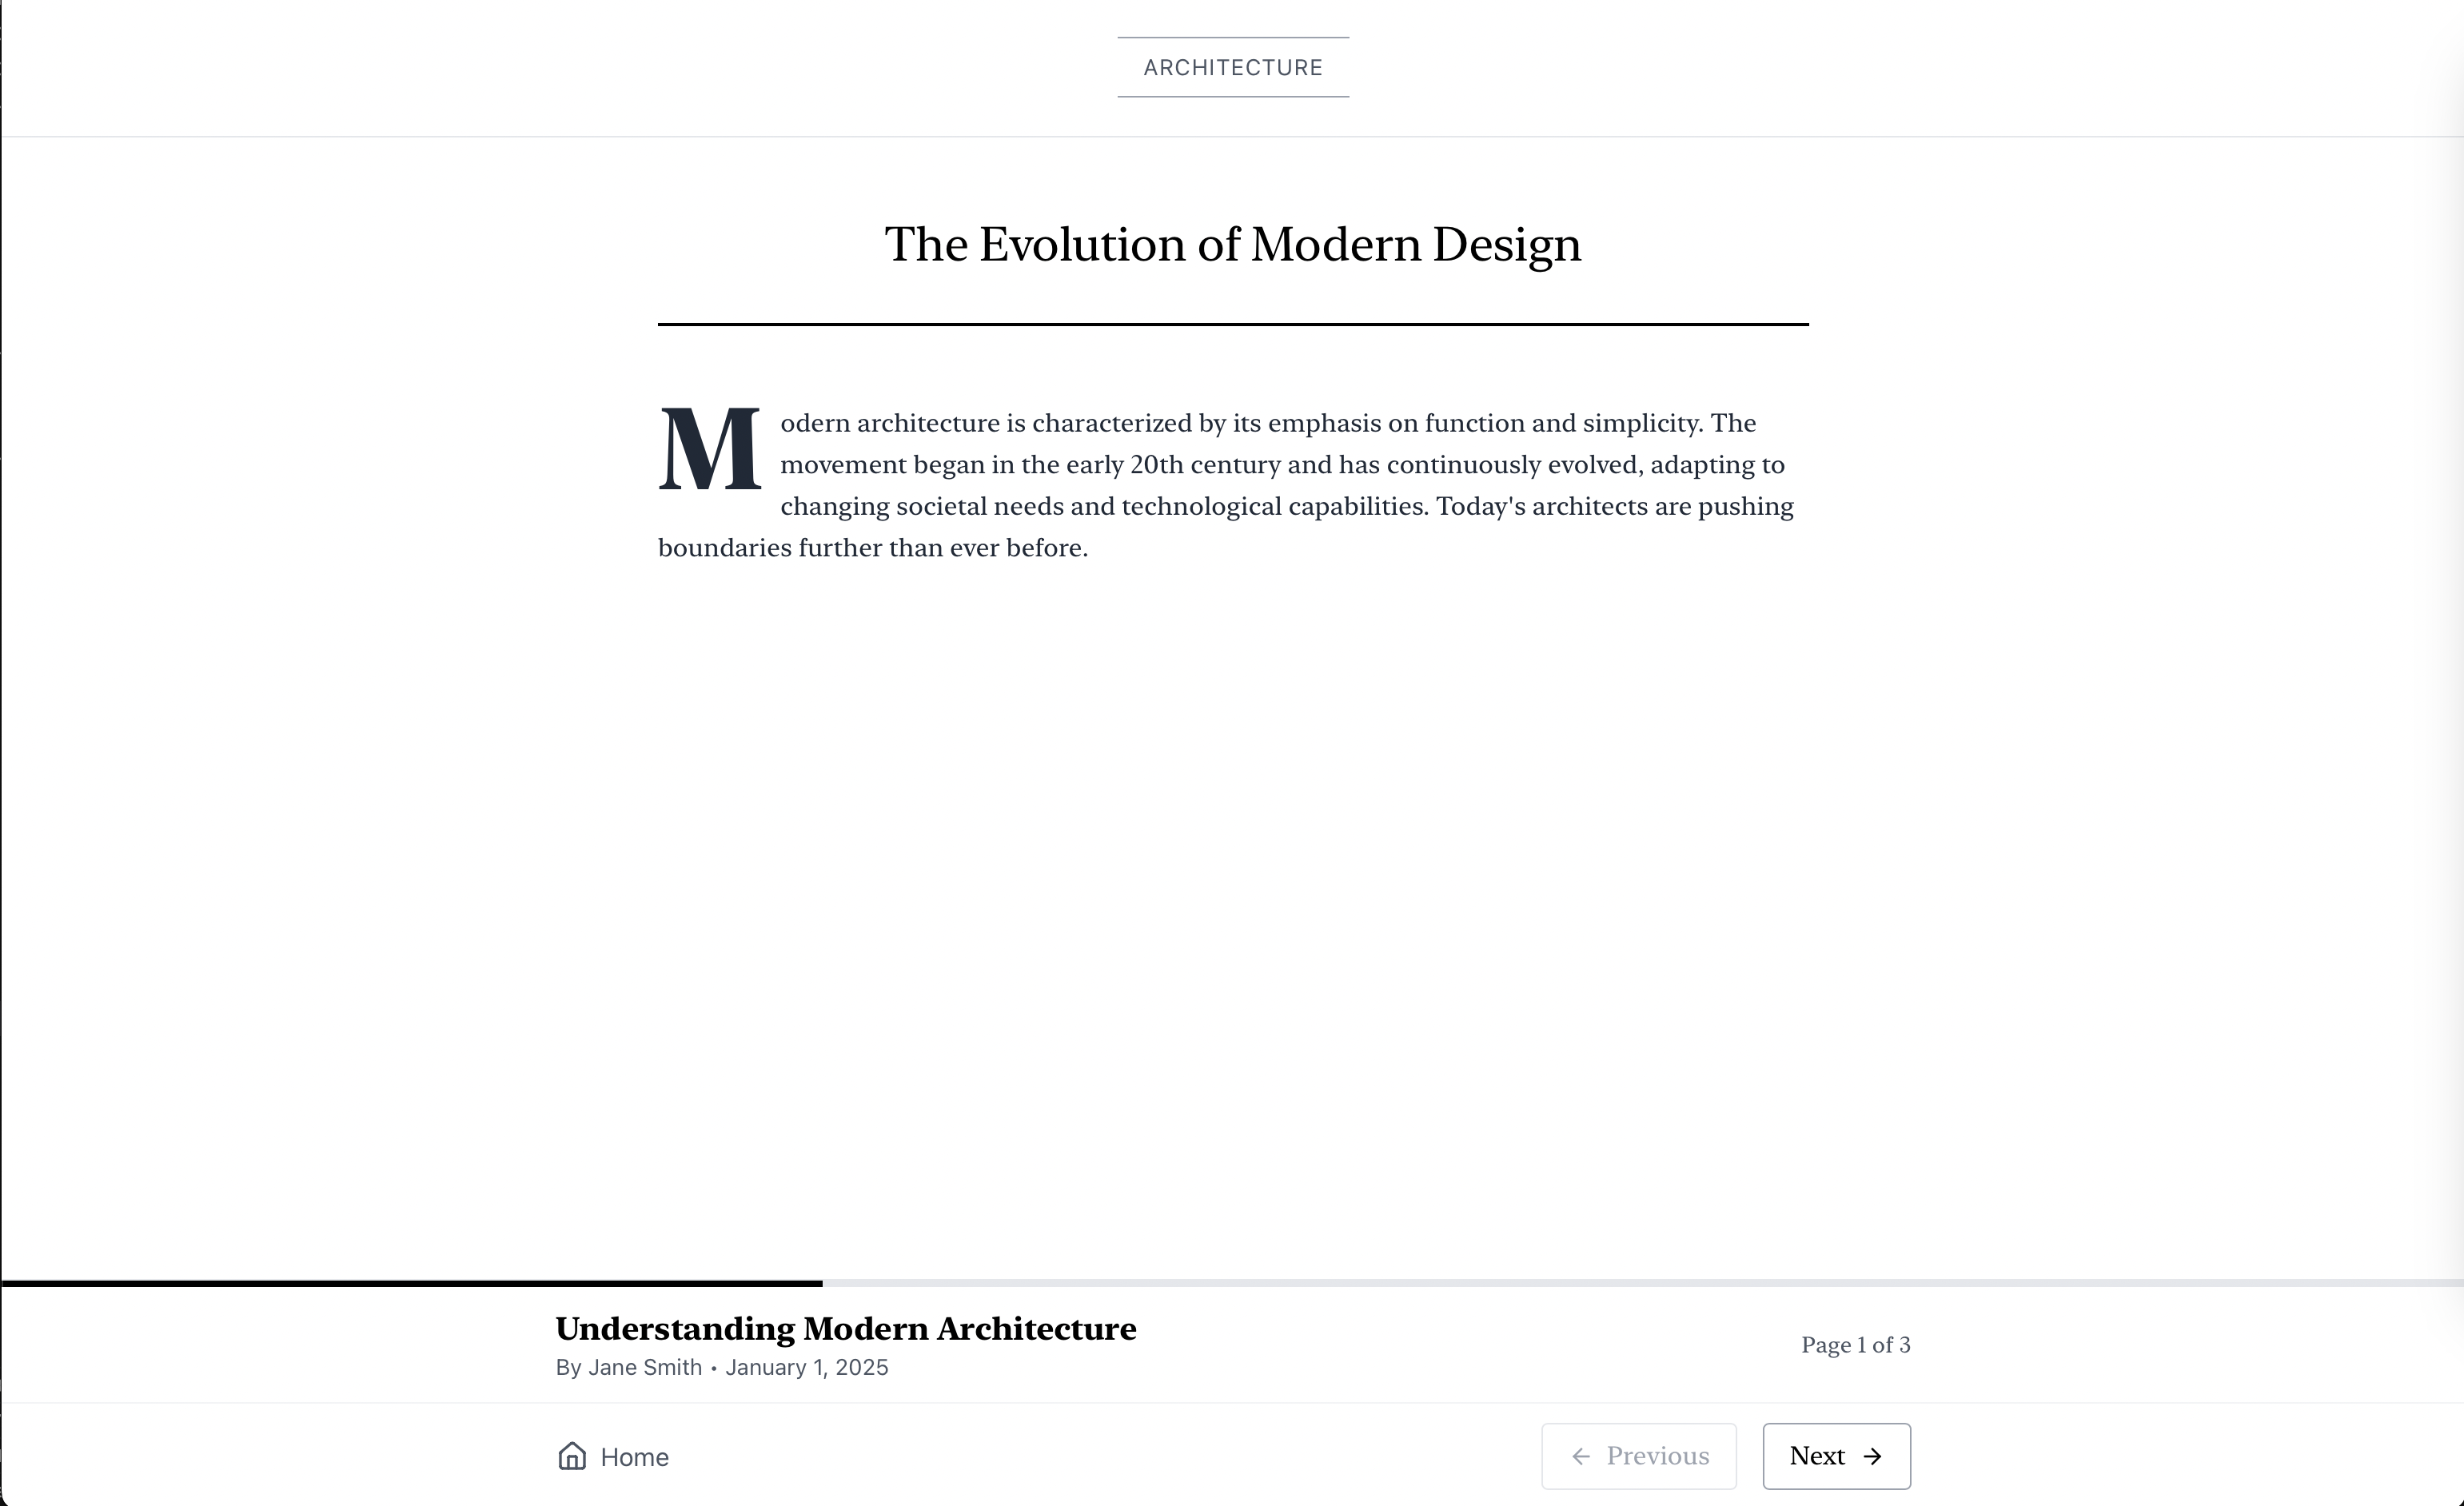 ARCHITECTURE
The Evolution of Modern Design
Modern architecture is characterized by its emphasis on function and simplicity. The
movement began in the early 20th century and has continuously evolved, adapting to
changing societal needs and technological capabilities. Today's architects are pushing
boundaries further than ever before.
Understanding Modern Architecture
By Jane Smith • January 1, 2025
Page 1 of 3
Home
← Previous
Next →